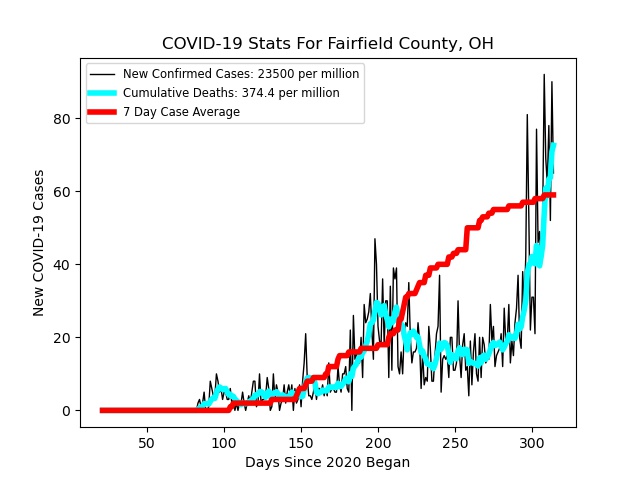 COVID-19 Stats For Fairfield County, OH
New Confirmed Cases: 23500 per million
Cumulative Deaths: 374.4 per million
7 Day Case Average
New COVID-19 Cases
80
60
40
20
0
50 100 150 200 250 300
Days Since 2020 Began